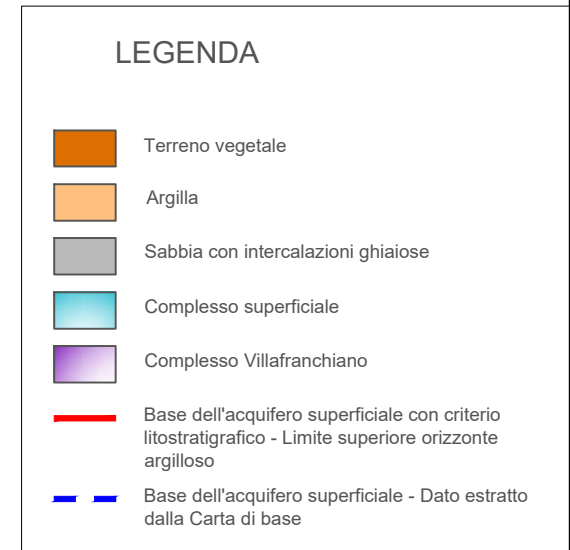 LEGENDA
Terreno vegetale
Argilla
Sabbia con intercalazioni ghiaiose
Complesso superficiale
Complesso Villafranchiano
Base dell'acquifero superficiale con criterio
litostratigrafico - Limite superiore orizzonte
argilloso
Base dell'acquifero superficiale - Dato estratto
dalla Carta di base